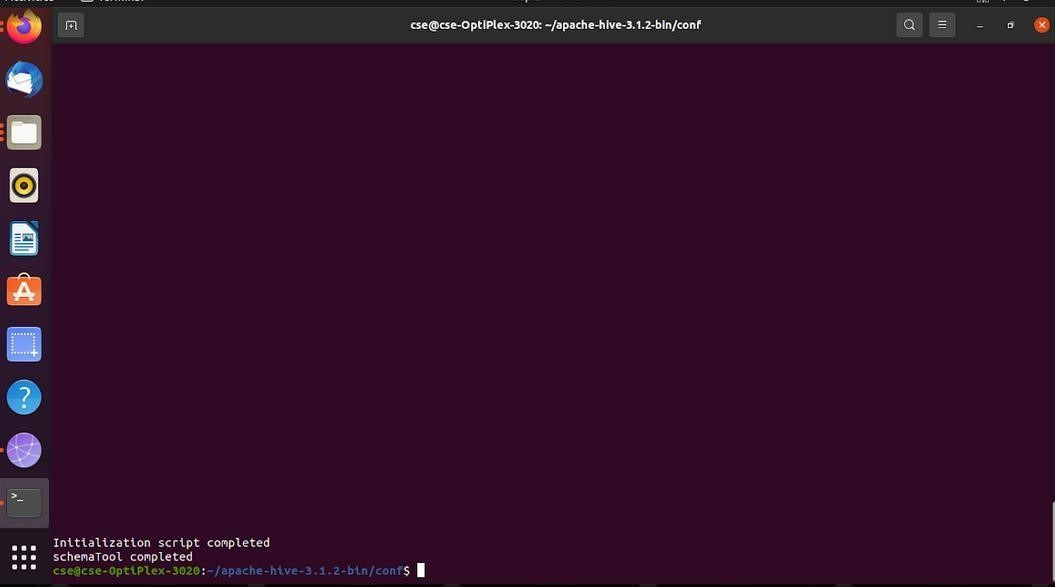 cse@cse-OptiPlex-3020: ~/apache-hive-3.1.2-bin/conf
Initialization script completed
schemaTool completed
cse@cse-OptiPlex-3020:~/apache-hive-3.1.2-bin/conf$